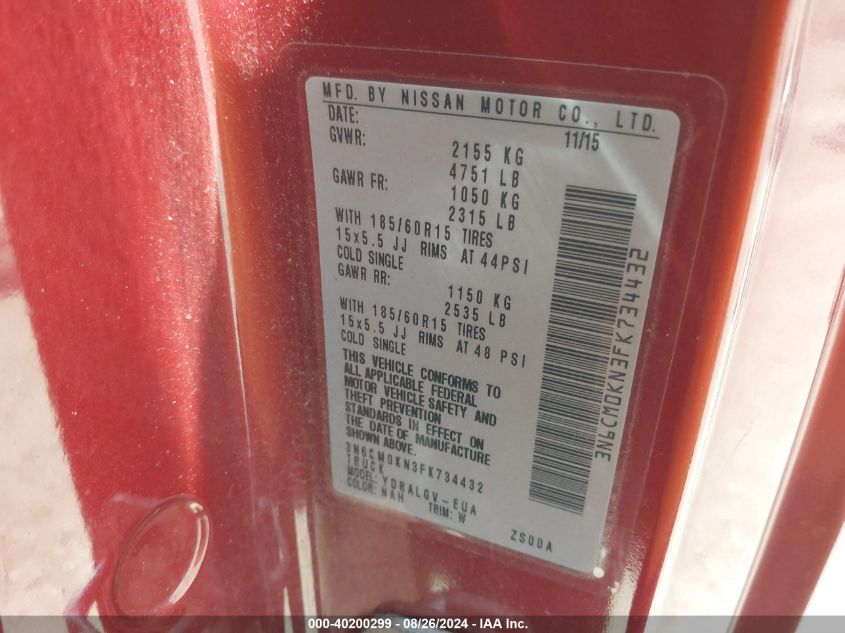 MFD. BY NISSAN MOTOR CO., LTD.
DATE: 11/15
GVWR: 2155 KG
4751 LB
GAWR FR: 1050 KG
2315 LB
WITH 185/60R15 TIRES
15x5.5 JJ RIMS AT 44PSI
COLD SINGLE
GAWR RR: 1150 KG
2535 LB
WITH 185/60R15 TIRES
15x5.5 JJ RIMS AT 48 PSI
COLD SINGLE
THIS VEHICLE CONFORMS TO
ALL APPLICABLE FEDERAL
MOTOR VEHICLE SAFETY AND
THEFT PREVENTION
STANDARDS IN EFFECT ON
THE DATE OF MANUFACTURE
SHOWN ABOVE.
3N6CM0KN3FK734432
TRUCK
MODEL: YDRALGV-EUA
COLOR: NAH TRIM: W
ZS00A
3N6CM0KN3FK734432
000-40200299 - 08/26/2024 - IAA Inc.